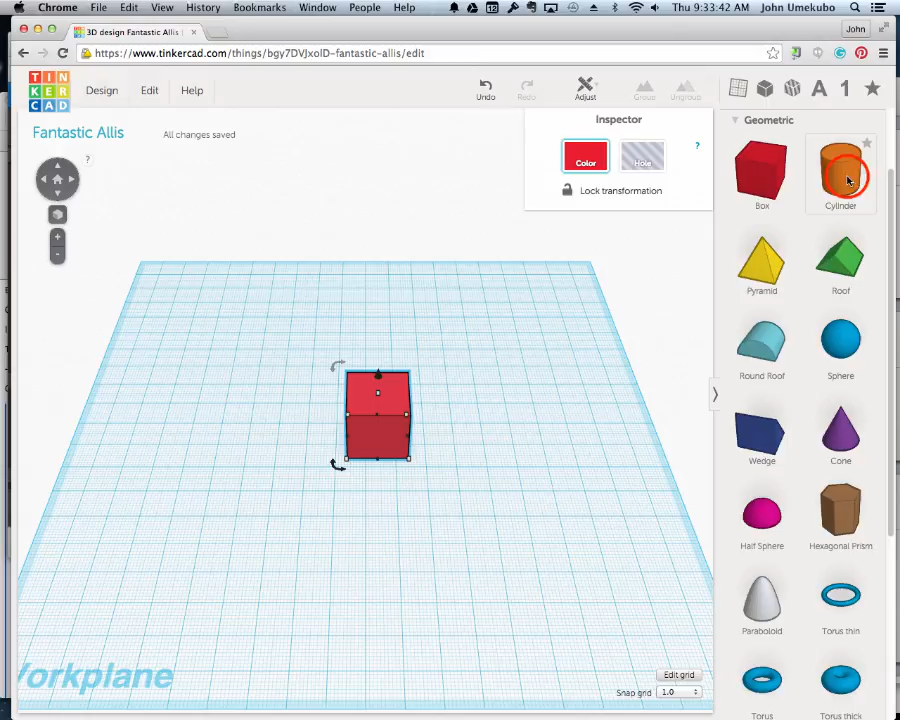 Chrome File Edit View History Bookmarks Window People Help 12 Thu 9:33:42 AM John Umekubo
3D design Fantastic Allis
John
https://www.tinkercad.com/things/bgy7DVJxolD-fantastic-allis/edit
TIN
KER
CAD
Design Edit Help
Undo Redo Adjust Group Ungroup
A 1
Fantastic Allis
All changes saved
?
Inspector
Color
Hole
?
Lock transformation
Geometric
Box Cylinder
Pyramid Roof
Round Roof Sphere
Wedge Cone
Half Sphere Hexagonal Prism
Paraboloid Torus thin
Torus Torus thick
+
-
Workplane
Edit grid
Snap grid 1.0